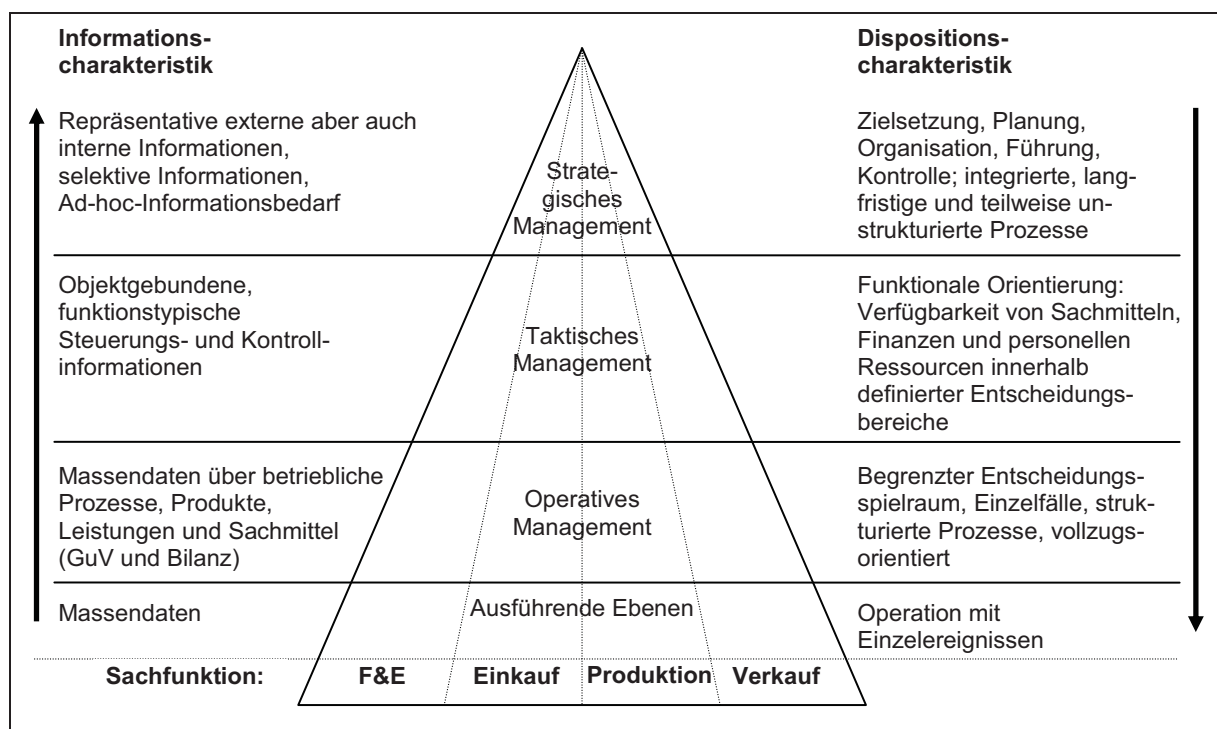 Informations-
charakteristik
Dispositions-
charakteristik
Repräsentative externe aber auch
interne Informationen,
selektive Informationen,
Ad-hoc-Informationsbedarf
Strate-
gisches
Management
Zielsetzung, Planung,
Organisation, Führung,
Kontrolle; integrierte, lang-
fristige und teilweise un-
strukturierte Prozesse
Objektgebundene,
funktionstypische
Steuerungs- und Kontroll-
informationen
Taktisches
Management
Funktionale Orientierung:
Verfügbarkeit von Sachmitteln,
Finanzen und personellen
Ressourcen innerhalb
definierter Entscheidungs-
bereiche
Massendaten über betriebliche
Prozesse, Produkte,
Leistungen und Sachmittel
(GuV und Bilanz)
Operatives
Management
Begrenzter Entscheidungs-
spielraum, Einzelfälle, struk-
turierte Prozesse, vollzugs-
orientiert
Massendaten
Ausführende Ebenen
Operation mit
Einzelereignissen
Sachfunktion: F&E Einkauf Produktion Verkauf